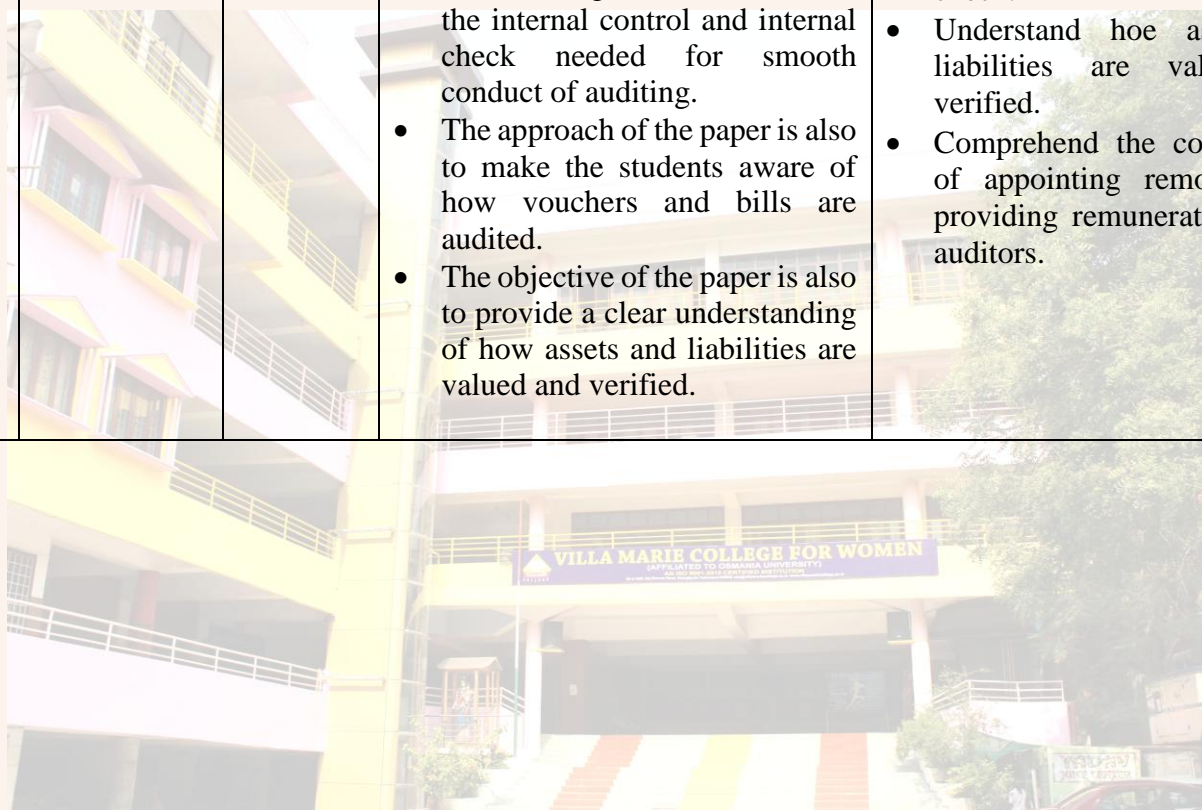 the internal control and internal
check needed for smooth
conduct of auditing.
• The approach of the paper is also
to make the students aware of
how vouchers and bills are
audited.
• The objective of the paper is also
to provide a clear understanding
of how assets and liabilities are
valued and verified.
• Understand hoe a
liabilities are val
verified.
• Comprehend the co
of appointing remo
providing remunerat
auditors.
VILLA MARIE COLLEGE FOR WOMEN
(AFFILIATED TO OSMANIA UNIVERSITY)